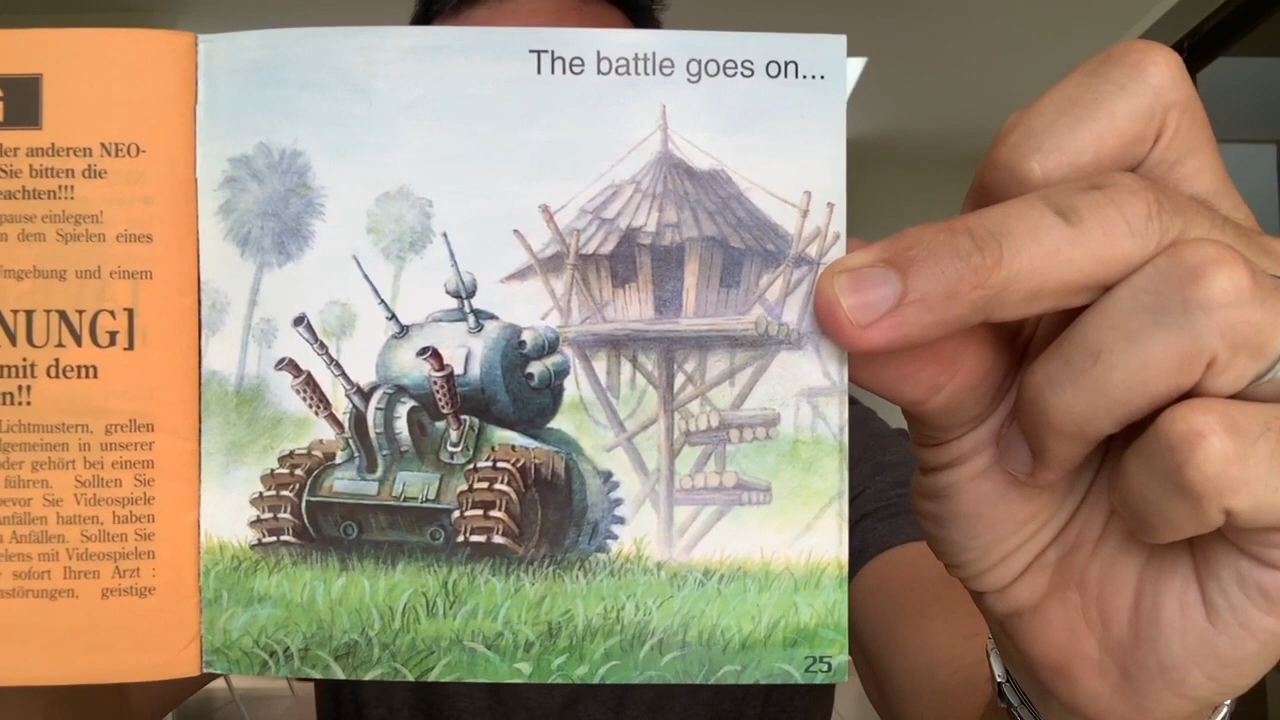 G
ler anderen NEO-
Sie bitten die
eachten!!!
pause einlegen!
n dem Spielen eines
Umgebung und einem
NUNG]
mit dem
n!!
Lichtmustern, grellen
lgemeinen in unserer
oder gehört bei einem
führen. Sollten Sie
bevor Sie Videospiele
Anfällen hatten, haben
n Anfällen. Sollten Sie
elens mit Videospielen
sofort Ihren Arzt :
nstörungen, geistige
The battle goes on...
25